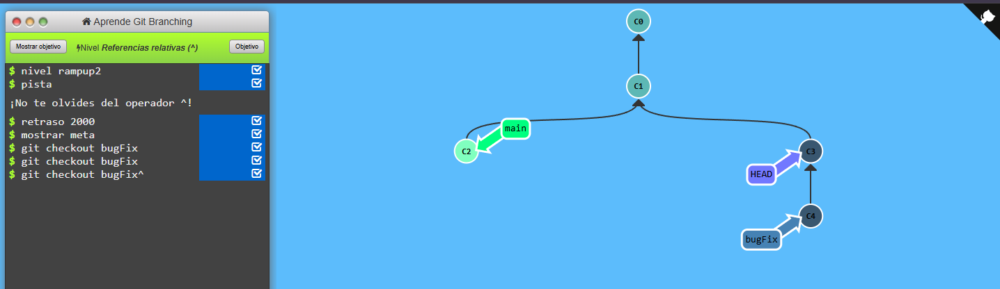 Aprende Git Branching
Mostrar objetivo
Nivel Referencias relativas (^)
Objetivo
$ nivel rampup2
$ pista
¡No te olvides del operador ^!
$ retraso 2000
$ mostrar meta
$ git checkout bugFix
$ git checkout bugFix
$ git checkout bugFix^
C0
C1
main
C2
C3
HEAD
C4
bugFix